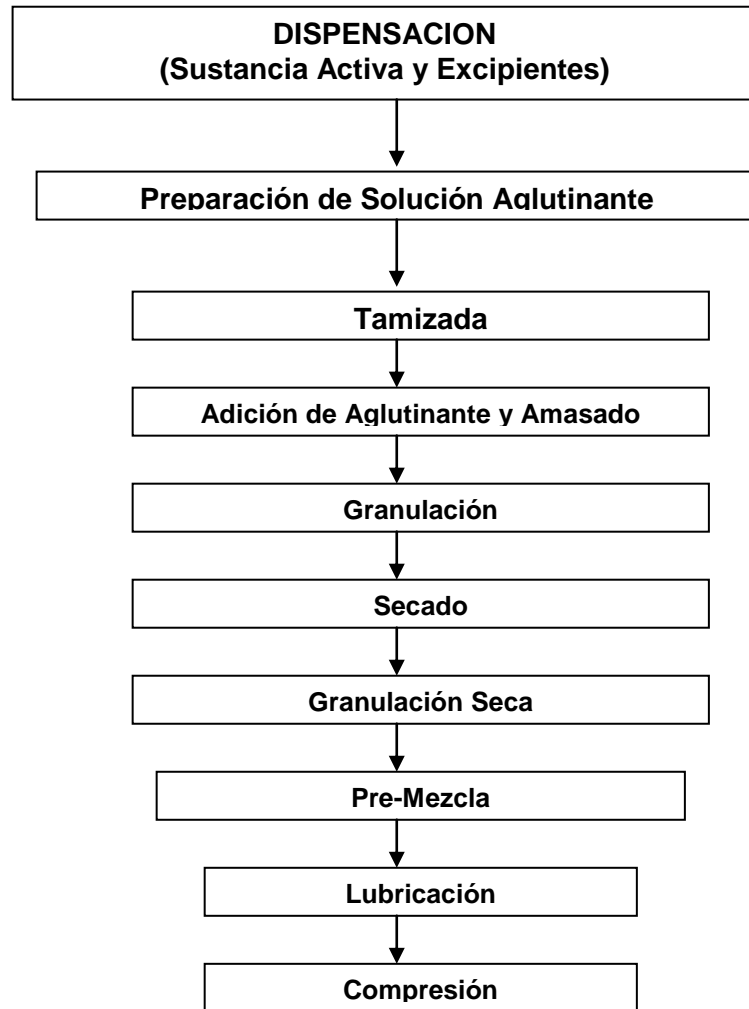 DISPENSACION
(Sustancia Activa y Excipientes)
Preparación de Solución Aglutinante
Tamizada
Adición de Aglutinante y Amasado
Granulación
Secado
Granulación Seca
Pre-Mezcla
Lubricación
Compresión